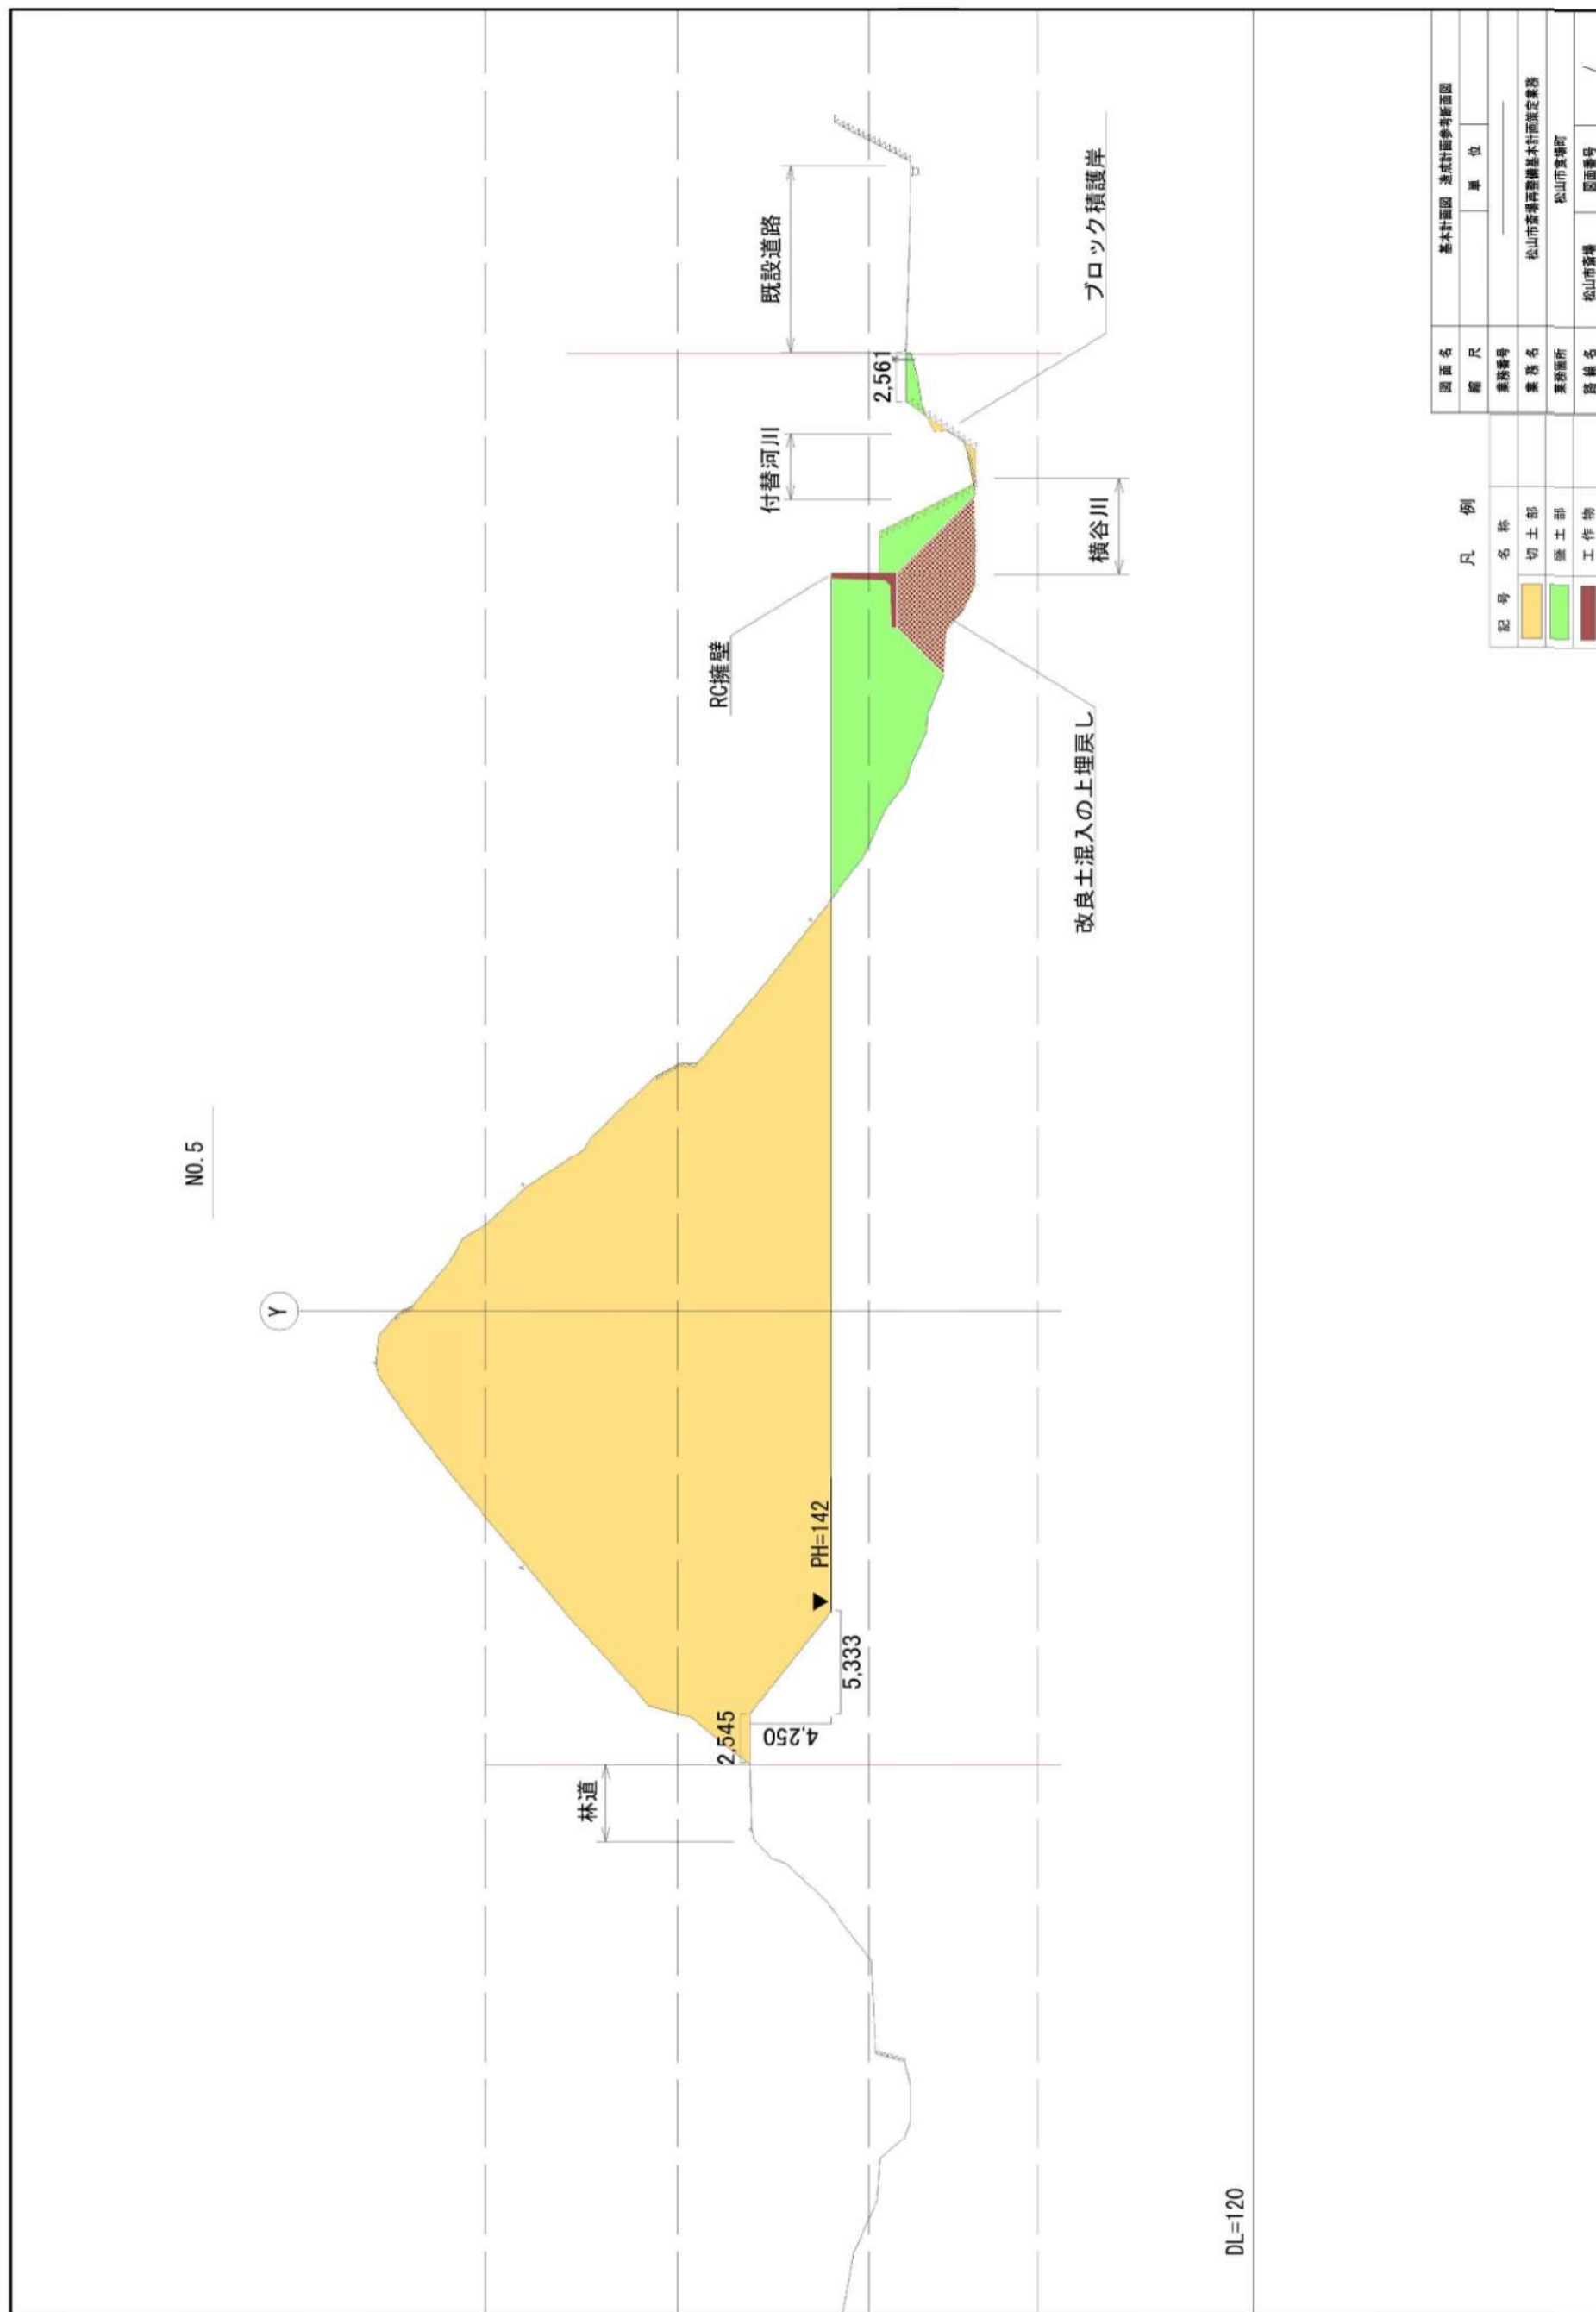 NO. 5
Y
林道
2,545
4,250
5,333
PH=142
RC擁壁
付替河川
既設道路
2,561
ブロック積護岸
横谷川
改良土混入の上埋戻し
DL=120
凡 例
記 号 名 称
切 土 部
盛 土 部
工 作 物
図 面 名 基本計画図 造成計画参考断面図
縮 尺 単 位
業務番号
業 務 名 松山市斎場再整備基本計画策定業務
業務箇所 松山市食場町
路 線 名 松山市斎場 図面番号